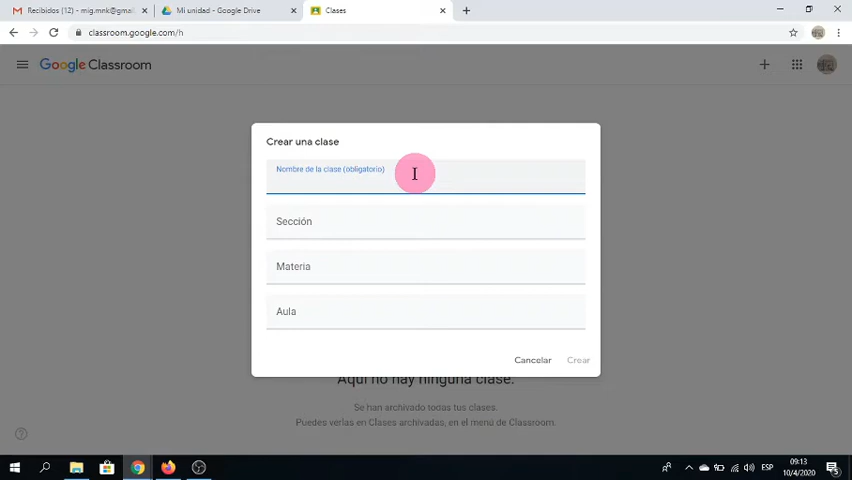 Recibidos (12) - mig.mnk@gmail
Mi unidad - Google Drive
Clases
classroom.google.com/h
Google Classroom
Crear una clase
Nombre de la clase (obligatorio)
Sección
Materia
Aula
Cancelar
Crear
Aquí no hay ninguna clase.
Se han archivado todas tus clases.
Puedes verlas en Clases archivadas, en el menú de Classroom.
ESP
09:13
10/4/2020